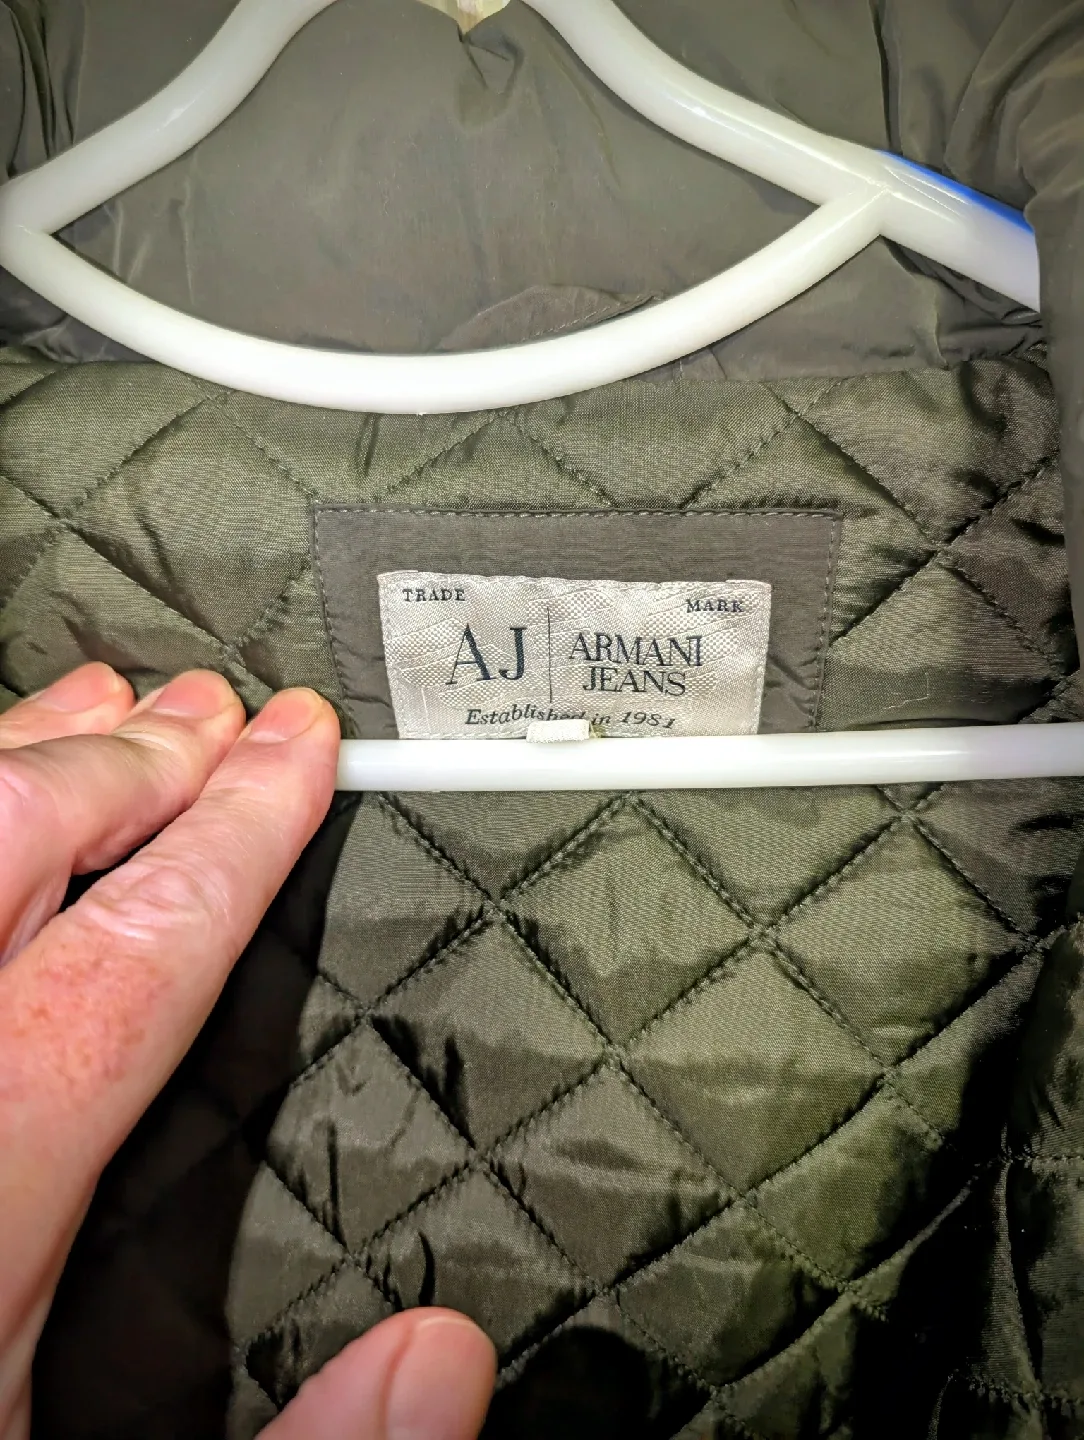 TRADE MARK
AJ ARMANI
JEANS
Established in 1981